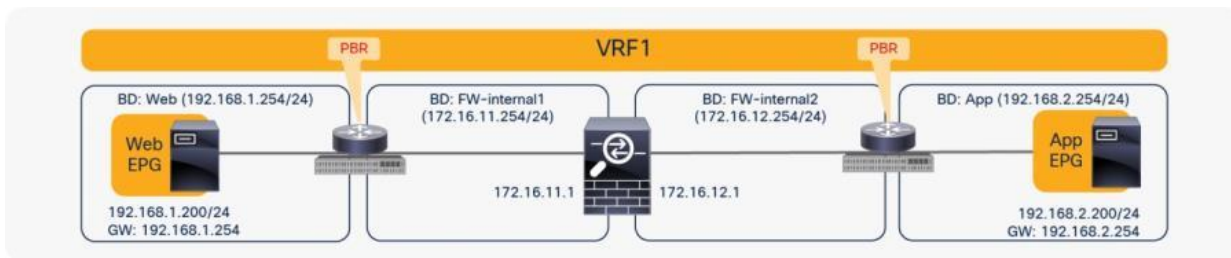 VRF1
PBR
PBR
BD: Web (192.168.1.254/24)
BD: FW-internal1
(172.16.11.254/24)
BD: FW-internal2
(172.16.12.254/24)
BD: App (192.168.2.254/24)
Web
EPG
App
EPG
172.16.11.1
172.16.12.1
192.168.1.200/24
GW: 192.168.1.254
192.168.2.200/24
GW: 192.168.2.254